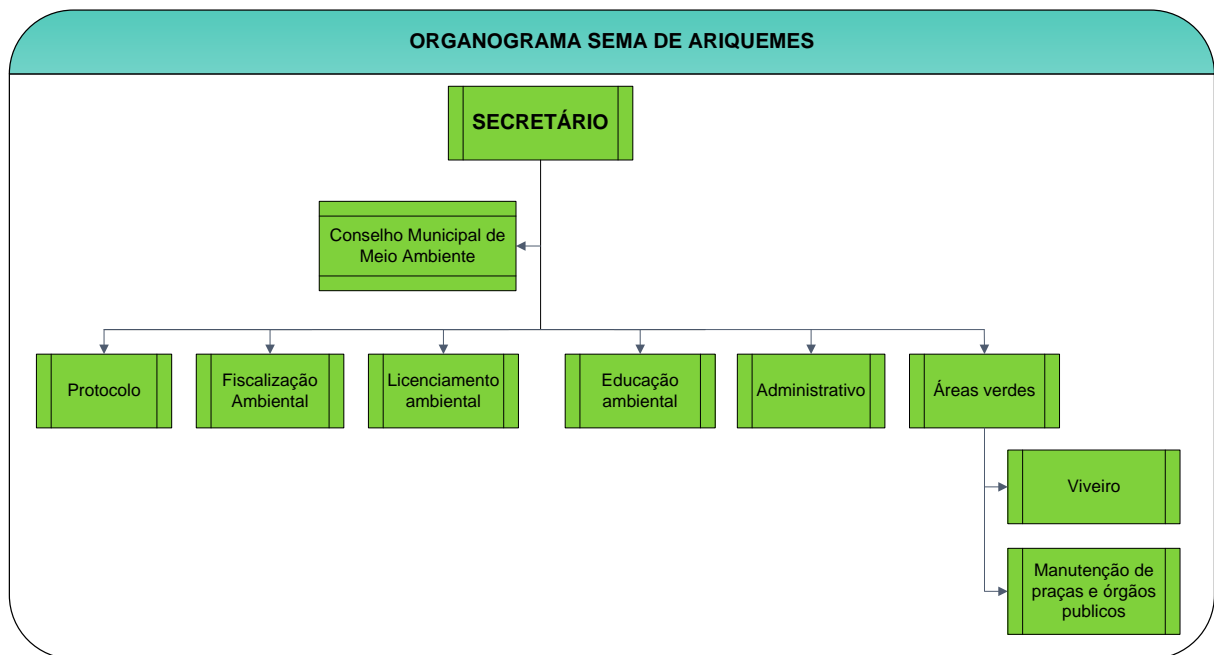 ORGANOGRAMA SEMA DE ARIQUEMES
SECRETÁRIO
Conselho Municipal de
Meio Ambiente
Protocolo
Fiscalização
Ambiental
Licenciamento
ambiental
Educação
ambiental
Administrativo
Áreas verdes
Viveiro
Manutenção de
praças e órgãos
publicos